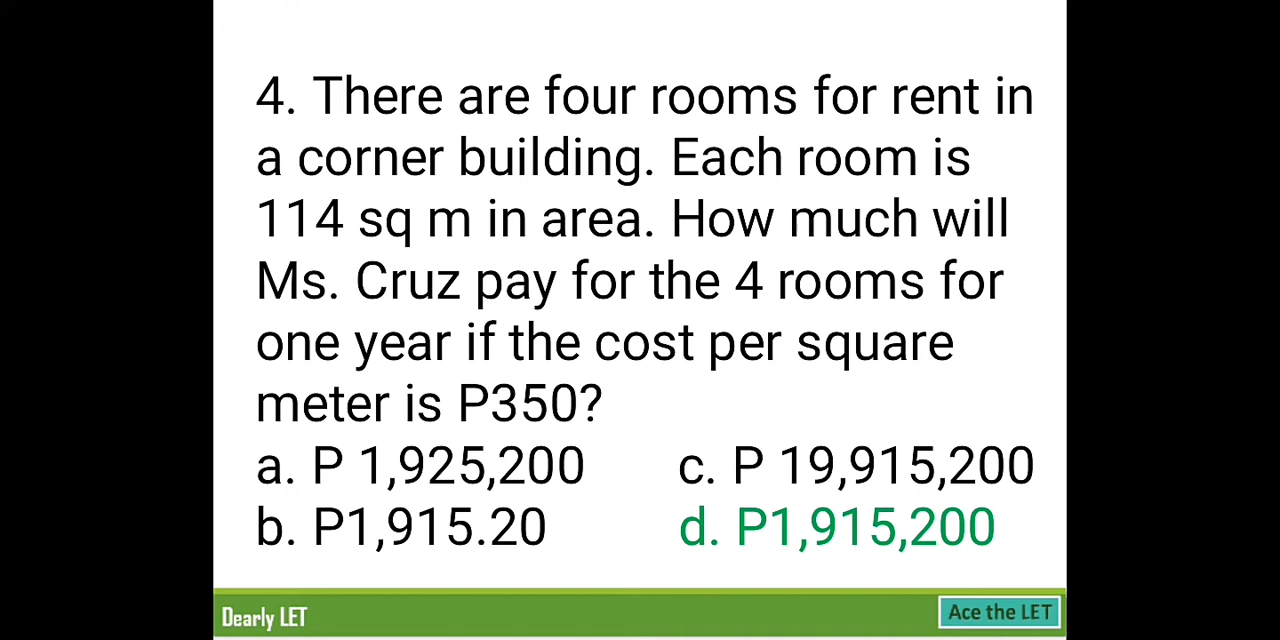 4. There are four rooms for rent in
a corner building. Each room is
114 sq m in area. How much will
Ms. Cruz pay for the 4 rooms for
one year if the cost per square
meter is P350?
a. P 1,925,200 c. P 19,915,200
b. P1,915.20 d. P1,915,200
Dearly LET Ace the LET